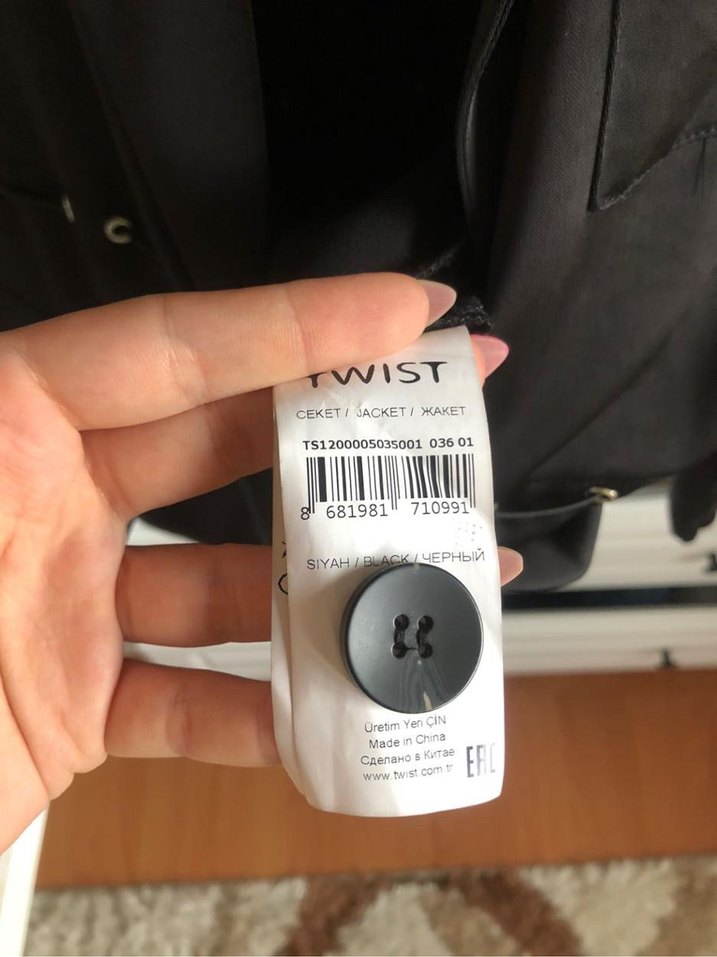 TWIST
CEKET / JACKET / ЖАКЕТ
TS1200005035001 036 01
8 681981 710991
SIYAH / BLACK / ЧЕРНЫЙ
Üretim Yeri ÇİN
Made in China
Сделано в Китае
www.twist.com.tr
EAC